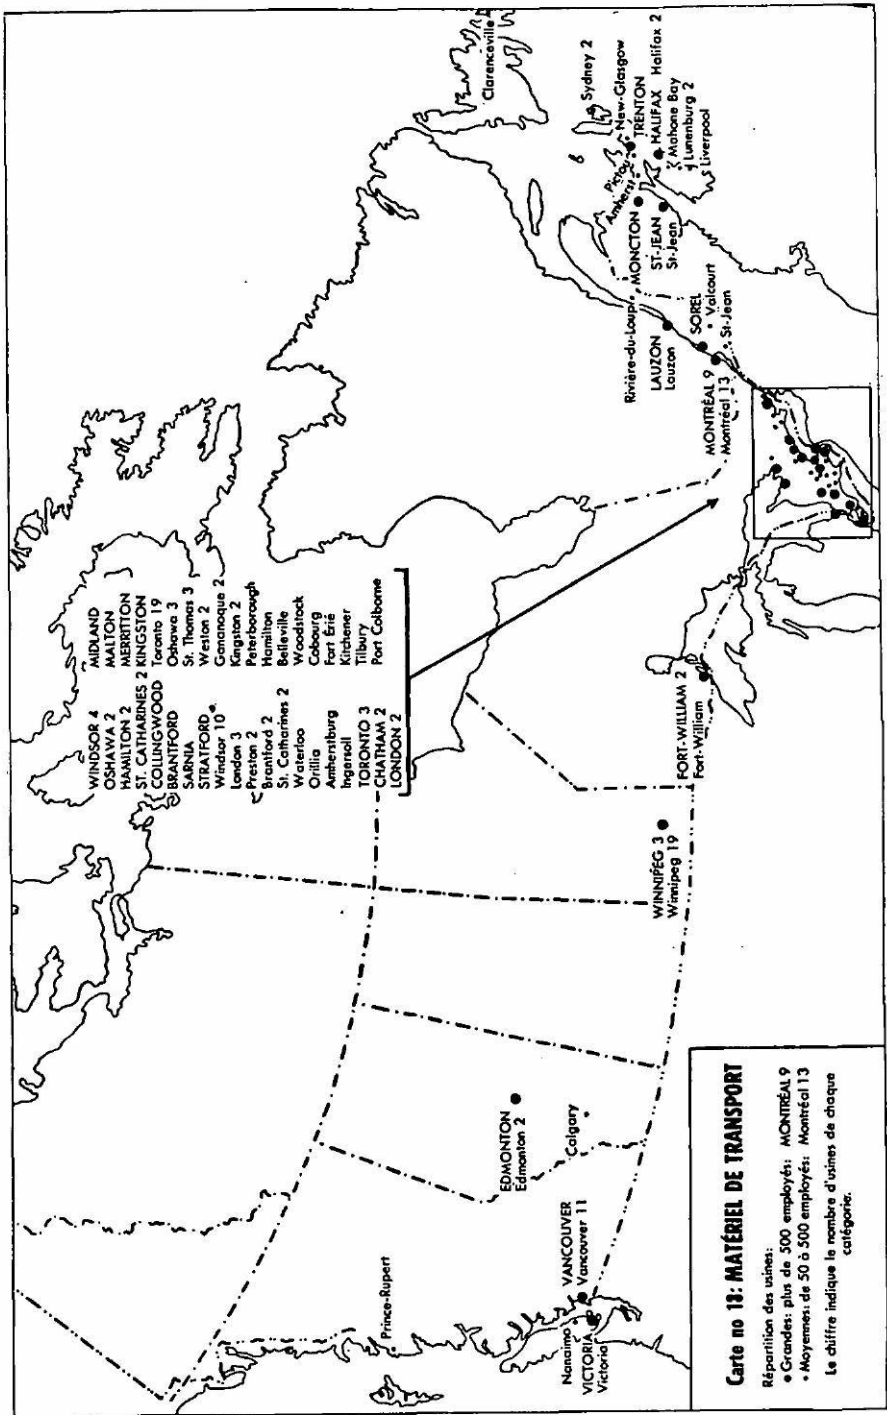 Clarenceville
Sydney 2
New-Glasgow
TRENTON
Pictou
Amherst
HALIFAX Halifax 2
Mahone Bay
Lunenburg 2
Liverpool
MONCTON
ST-JEAN
St-Jean
Rivière-du-Loup
LAUZON
Lauzon
SOREL
Valcourt
St-Jean
MONTRÉAL 9
Montréal 13
WINDSOR 4
OSHAWA 2
HAMILTON 2
ST. CATHARINES 2
COLLINGWOOD
BRANTFORD
SARNIA
STRATFORD
Windsor 10
London 3
Preston 2
Brantford 2
St. Catharines 2
Waterloo
Orillia
Amherstburg
Ingersoll
TORONTO 3
CHATHAM 2
LONDON 2
MIDLAND
MALTON
MERRITTON
KINGSTON
Toronto 19
Oshawa 3
St. Thomas 3
Weston 2
Gananoque 2
Kingston 2
Peterborough
Hamilton
Belleville
Woodstock
Cobourg
Fort Érié
Kitchener
Tilbury
Port Colborne
FORT-WILLIAM 2
Fort-William
WINNIPEG 3
Winnipeg 19
EDMONTON
Edmonton 2
Calgary
Prince-Rupert
VANCOUVER
Vancouver 11
Nanaimo
VICTORIA
Victoria
Carte no 13: MATÉRIEL DE TRANSPORT
Répartition des usines:
• Grandes: plus de 500 employés: MONTRÉAL 9
• Moyennes: de 50 à 500 employés: Montréal 13
Le chiffre indique le nombre d'usines de chaque
catégorie.